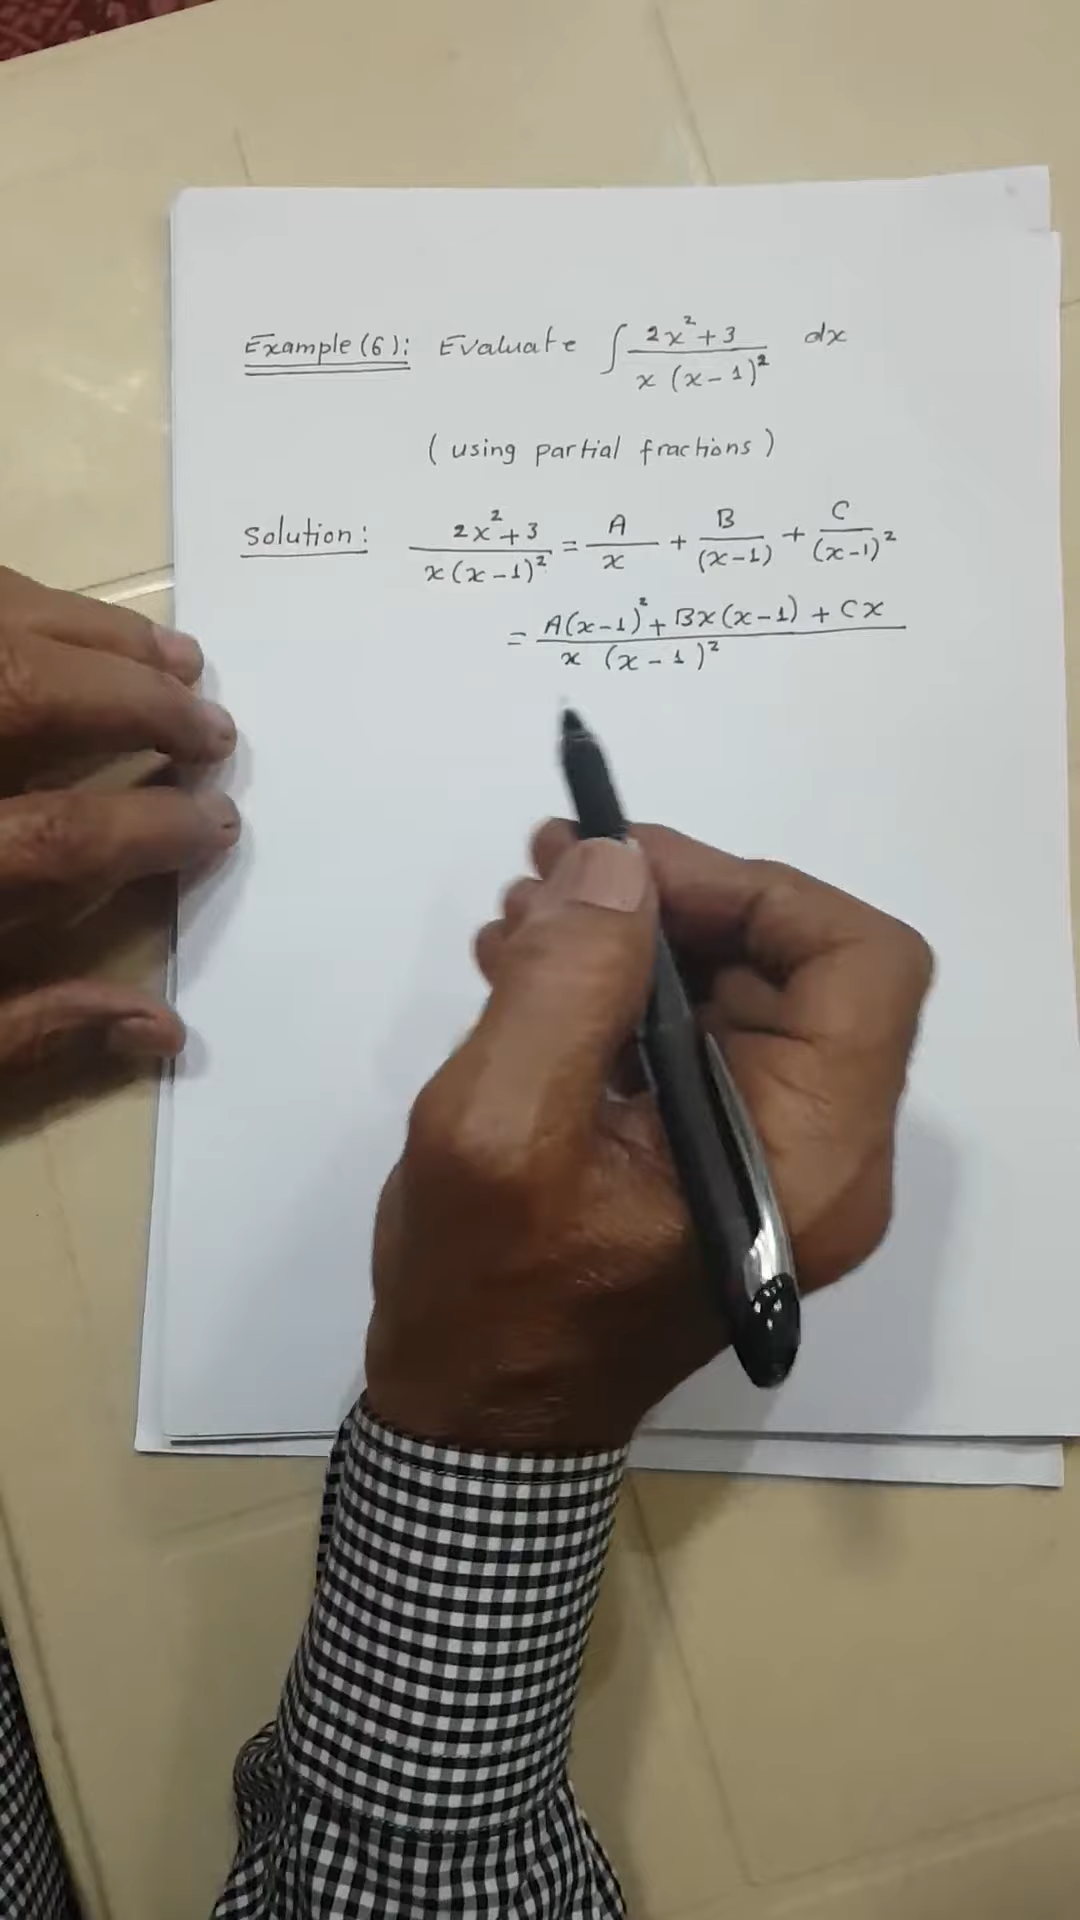 Example (6): Evaluate ∫ (2x² + 3) / (x (x - 1)²) dx
(using partial fractions)
Solution: (2x² + 3) / (x (x - 1)²) = A / x + B / (x - 1) + C / (x - 1)²
= (A(x - 1)² + Bx(x - 1) + Cx) / (x (x - 1)²)